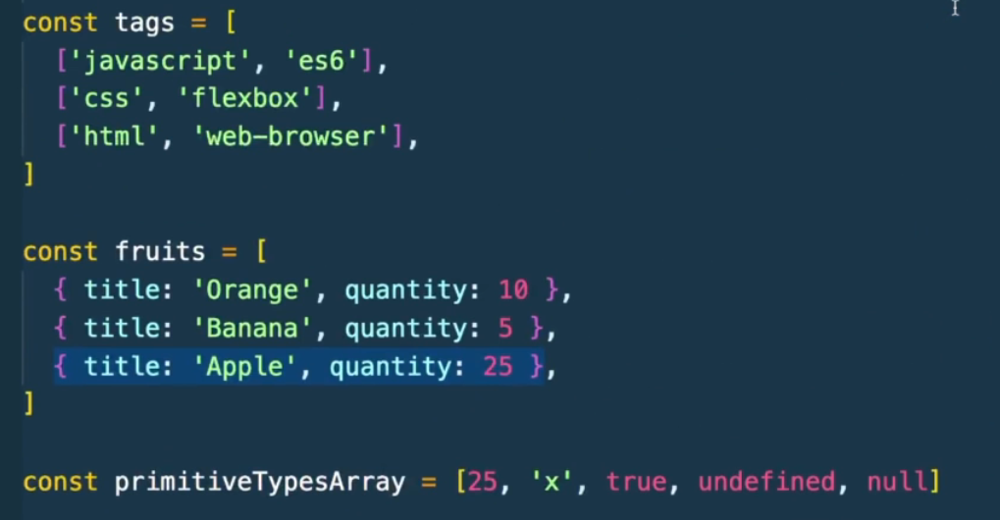 const tags = [
['javascript', 'es6'],
['css', 'flexbox'],
['html', 'web-browser'],
]
const fruits = [
{ title: 'Orange', quantity: 10 },
{ title: 'Banana', quantity: 5 },
{ title: 'Apple', quantity: 25 },
]
const primitiveTypesArray = [25, 'x', true, undefined, null]